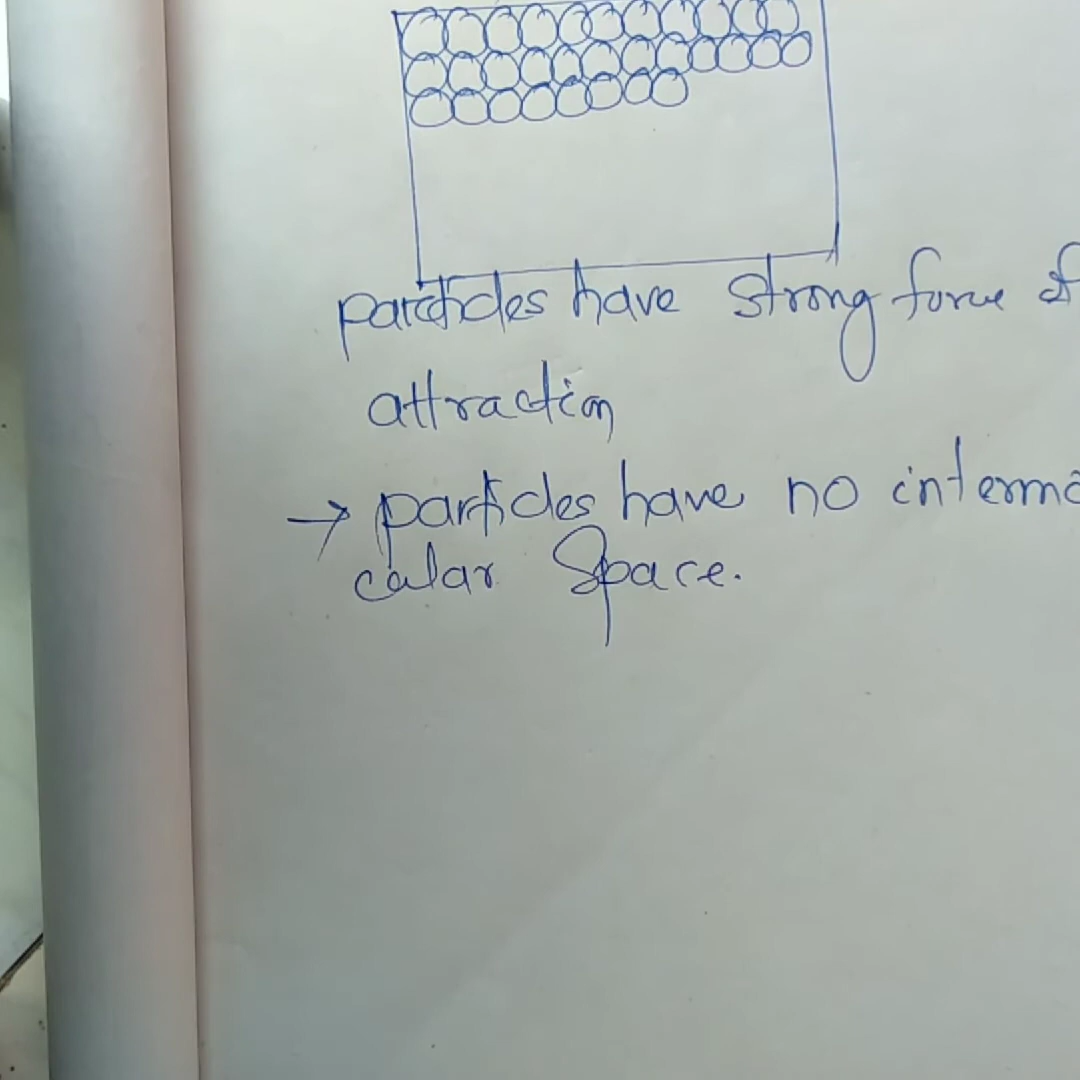 particles have strong force of
attraction
→ particles have no intermo
cular space.